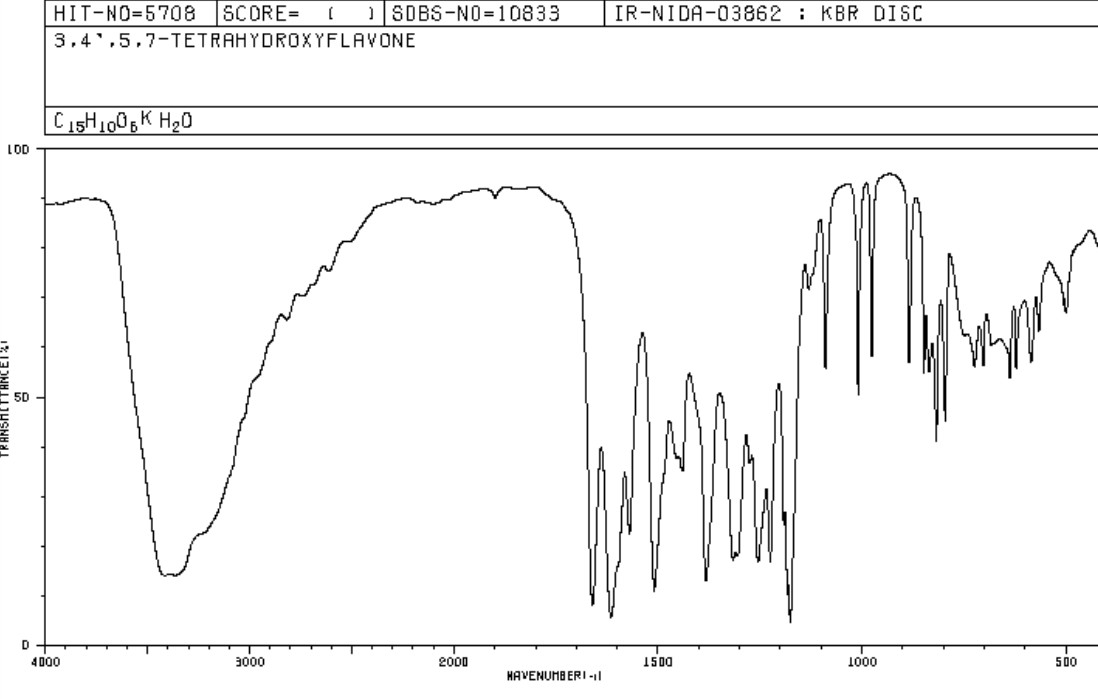 HIT-NO=5708 SCORE= ( ) SDBS-NO=10833 IR-NIDA-03862 : KBR DISC
3,4',5,7-TETRAHYDROXYFLAVONE
C15H10O6 K H2O
100
TRANSMITTANCE(%)
50
0
4000 3000 2000 1500 1000 500
WAVENUMBER(-1)